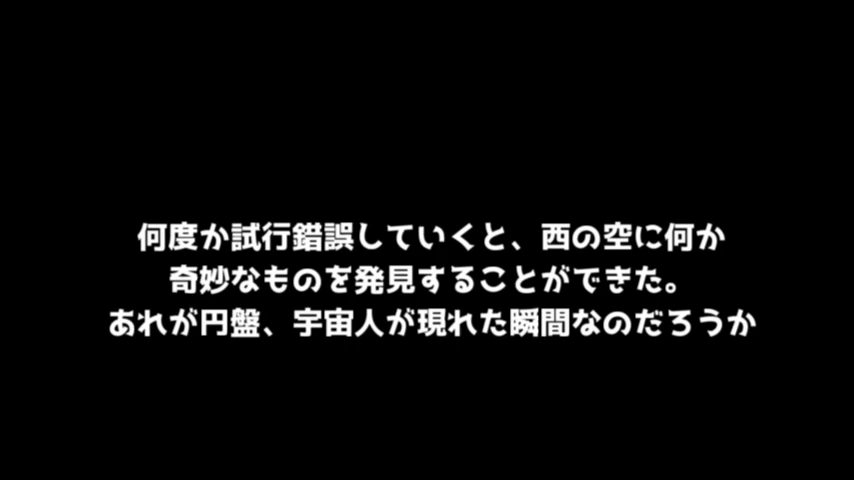 何度か試行錯誤していくと、西の空に何か
奇妙なものを発見することができた。
あれが円盤、宇宙人が現れた瞬間なのだろうか